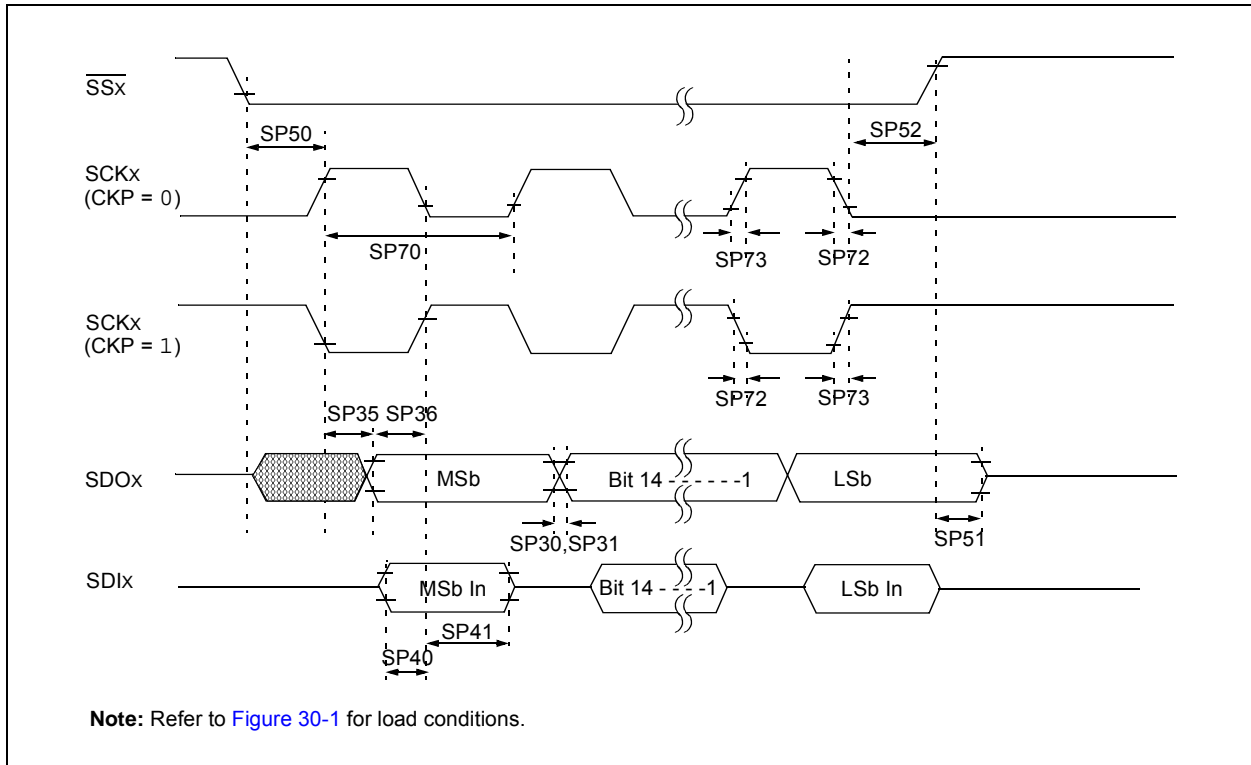 SSx
SP50
SP52
SCKx
(CKP = 0)
SP70
SP73
SP72
SCKx
(CKP = 1)
SP72
SP73
SP35
SP36
SDOx
MSb
Bit 14 - - - - - -1
LSb
SP30,SP31
SP51
SDIx
MSb In
Bit 14 - - - -1
LSb In
SP41
SP40
Note: Refer to Figure 30-1 for load conditions.